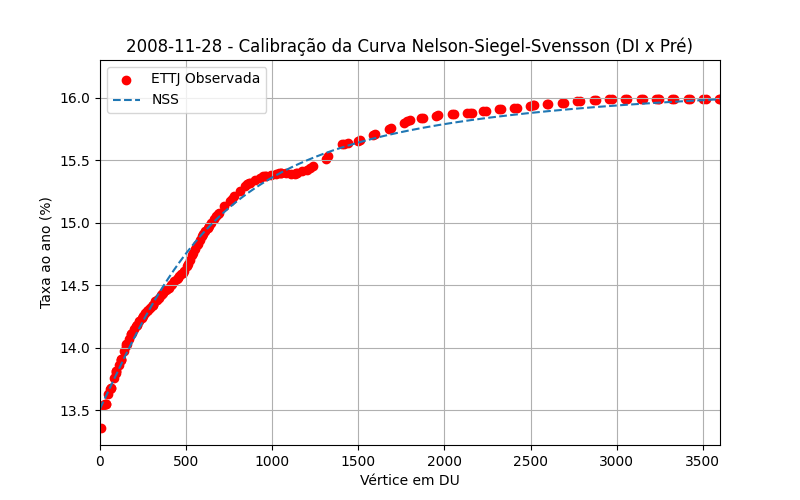 2008-11-28 - Calibração da Curva Nelson-Siegel-Svensson (DI x Pré)
ETTJ Observada
NSS
Taxa ao ano (%)
16.0
15.5
15.0
14.5
14.0
13.5
0 500 1000 1500 2000 2500 3000 3500
Vértice em DU